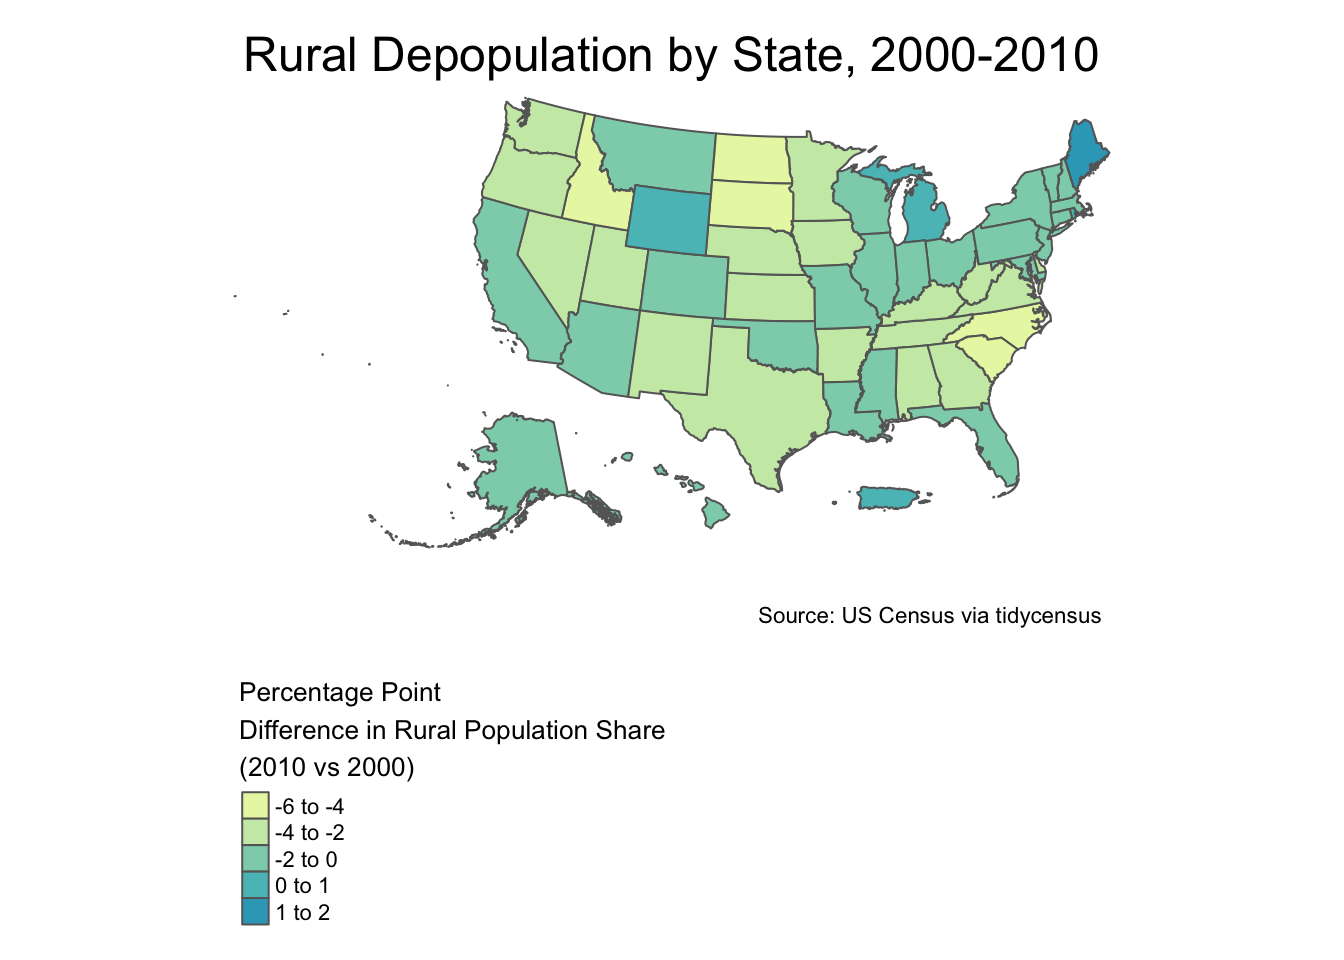 Rural Depopulation by State, 2000-2010
Source: US Census via tidycensus
Percentage Point
Difference in Rural Population Share
(2010 vs 2000)
-6 to -4
-4 to -2
-2 to 0
0 to 1
1 to 2